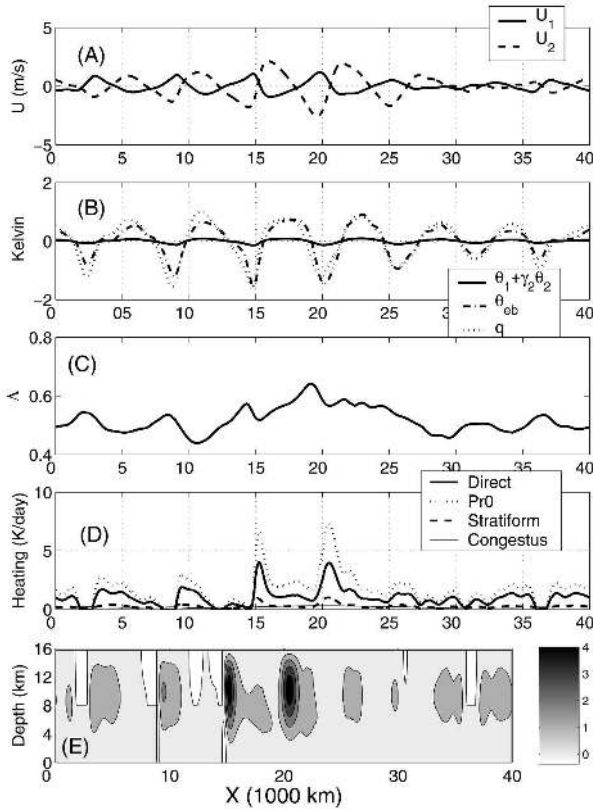 U₁
U₂
(A)
U (m/s)
5
0
−5
0 5 10 15 20 25 30 35 40
(B)
Kelvin
2
0
−2
0 05 10 15 20 25 30 35 40
θ₁+γ₂θ₂
θeb
q
(C)
Λ
0.8
0.6
0.4
0 5 10 15 20 25 30 35 40
Direct
Pr0
Stratiform
Congestus
(D)
Heating (K/day)
10
5
0
0 5 10 15 20 25 30 35 40
(E)
Depth (km)
16
12
8
4
0
10 20 30 40
X (1000 km)
4
3
2
1
0